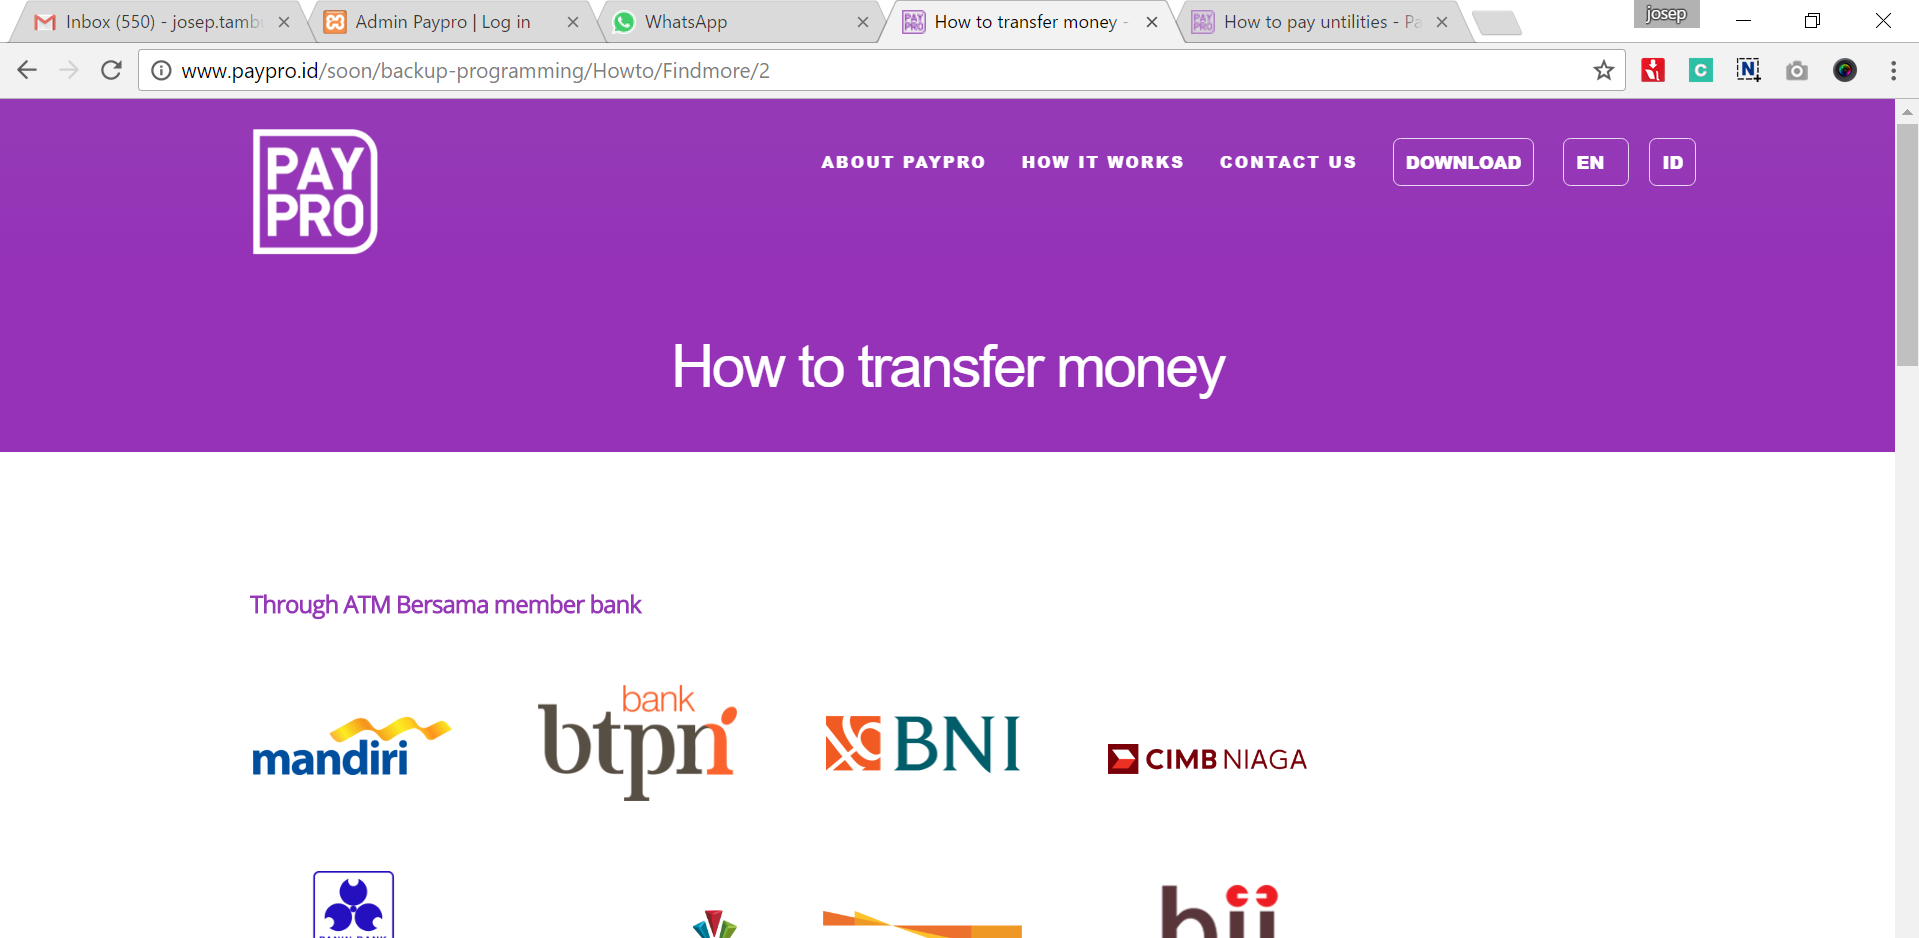 Inbox (550) - josep.tamb
Admin Paypro | Log in
WhatsApp
How to transfer money -
How to pay untilities - Pa
josep
www.paypro.id/soon/backup-programming/Howto/Findmore/2
PAY
PRO
ABOUT PAYPRO
HOW IT WORKS
CONTACT US
DOWNLOAD
EN
ID
How to transfer money
Through ATM Bersama member bank
mandiri
bank
btpn
BNI
CIMB NIAGA
bii